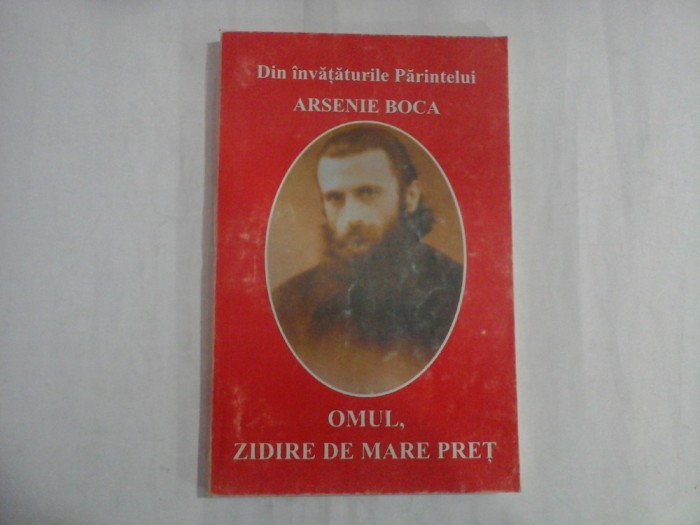 Din învățăturile Părintelui
ARSENIE BOCA
OMUL,
ZIDIRE DE MARE PREȚ